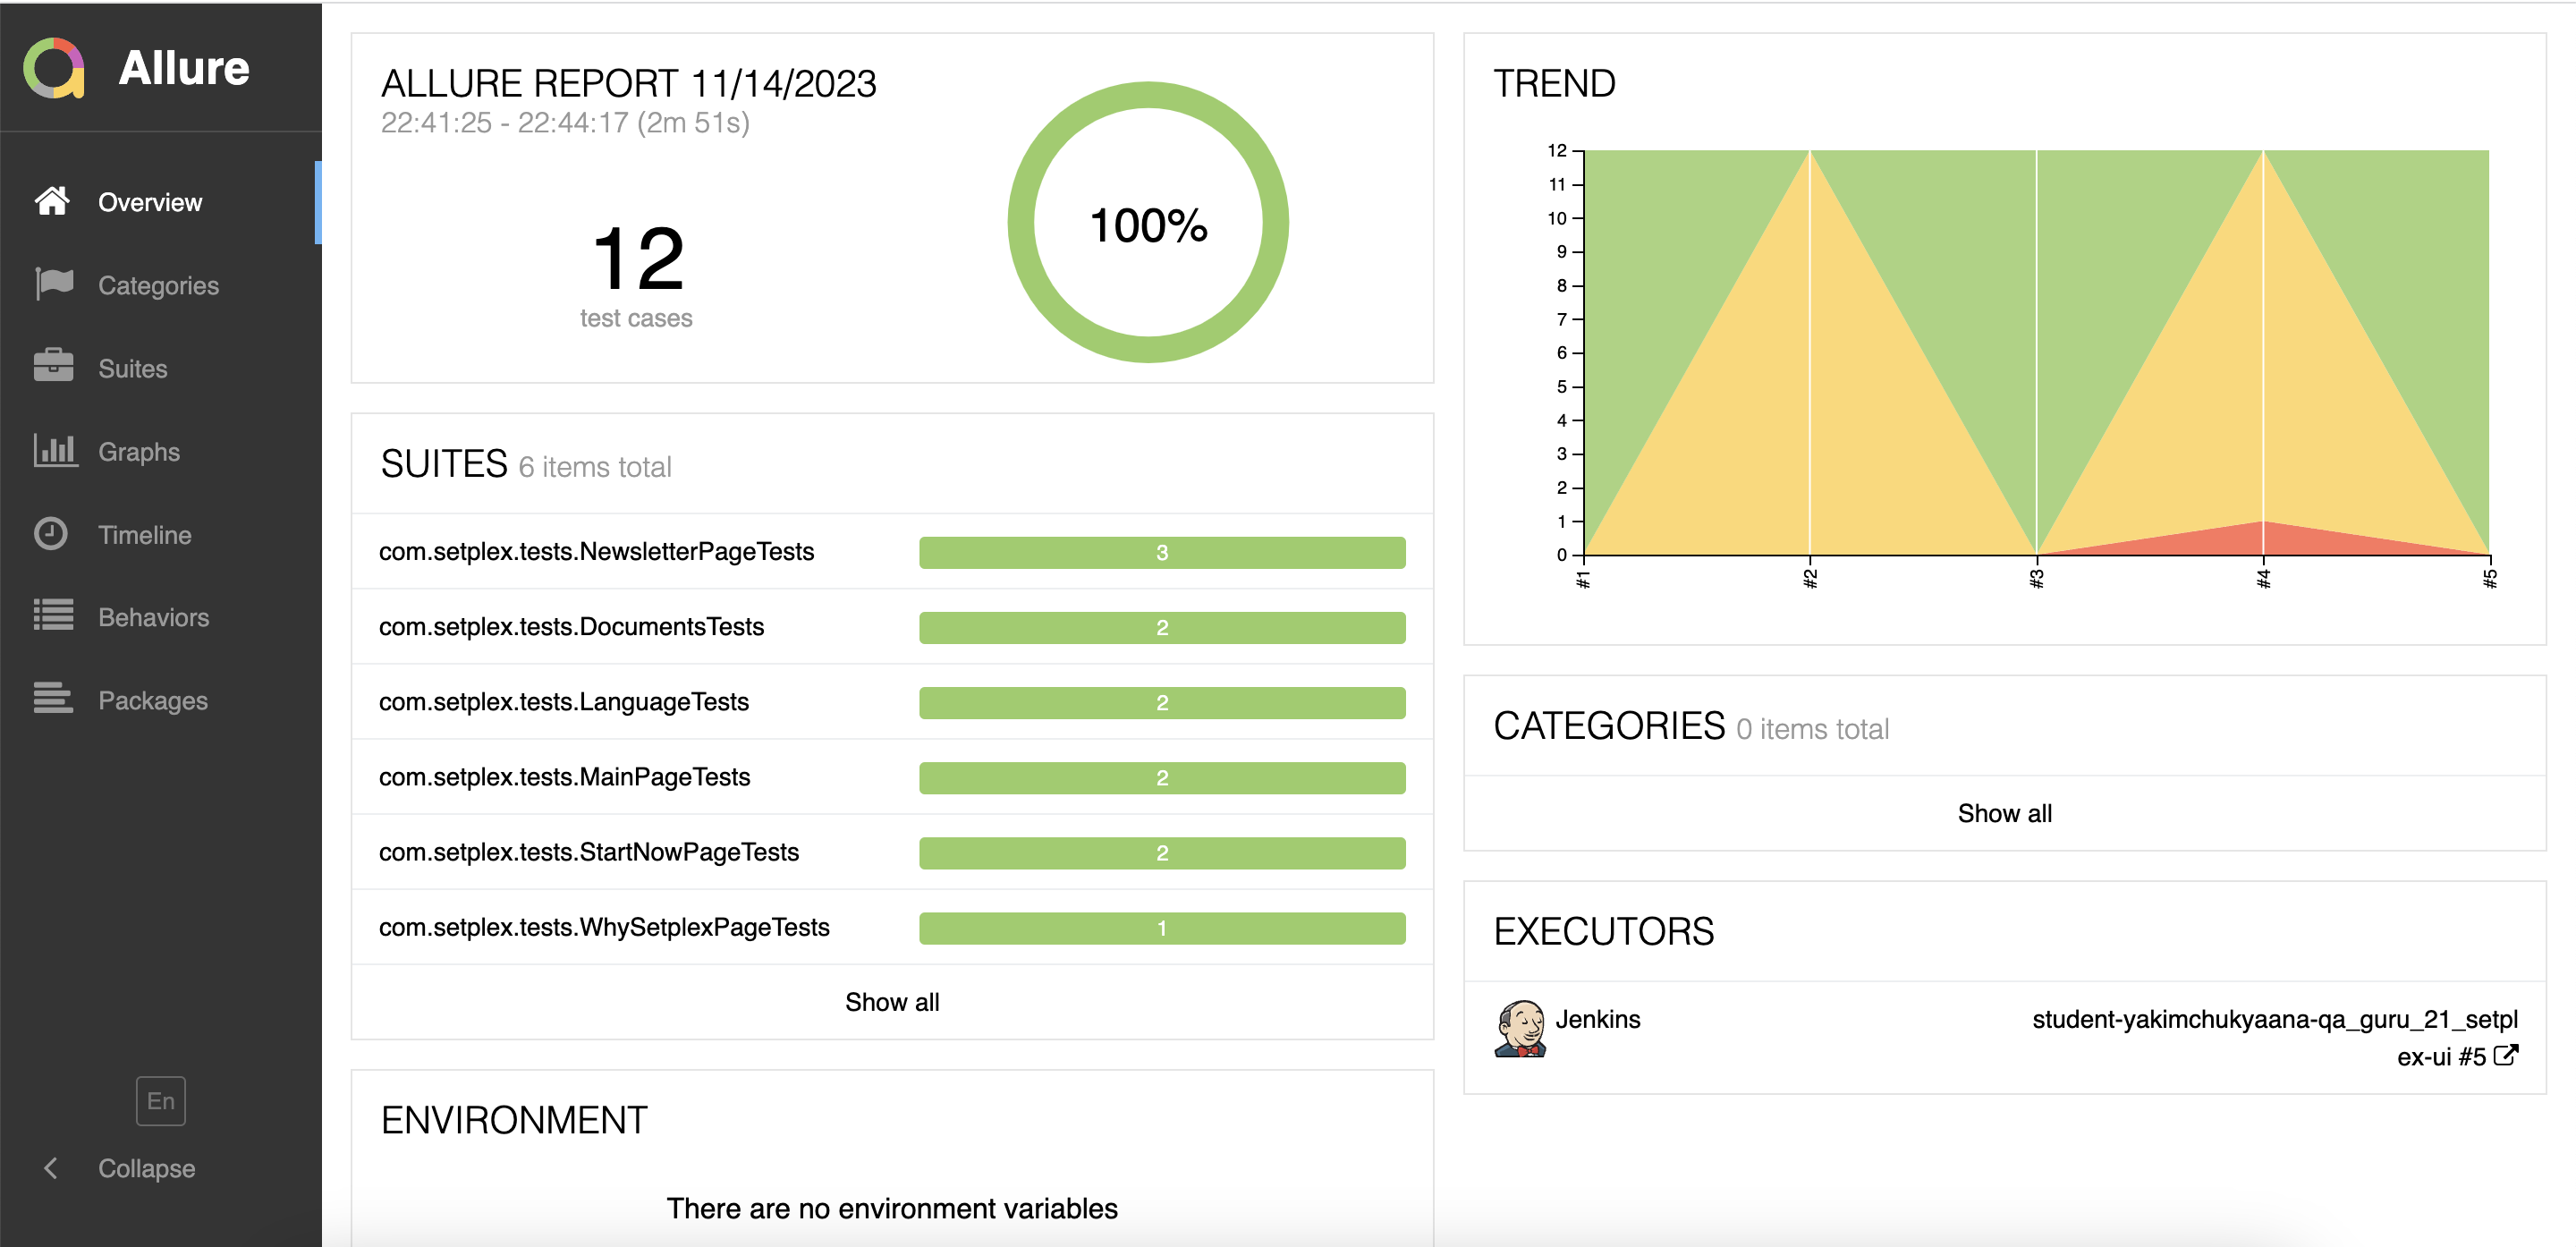 Allure
Overview
Categories
Suites
Graphs
Timeline
Behaviors
Packages
En
Collapse
ALLURE REPORT 11/14/2023
22:41:25 - 22:44:17 (2m 51s)
12
test cases
100%
SUITES 6 items total
com.setplex.tests.NewsletterPageTests 3
com.setplex.tests.DocumentsTests 2
com.setplex.tests.LanguageTests 2
com.setplex.tests.MainPageTests 2
com.setplex.tests.StartNowPageTests 2
com.setplex.tests.WhySetplexPageTests 1
Show all
ENVIRONMENT
There are no environment variables
TREND
12
11
10
9
8
7
6
5
4
3
2
1
0
#1 #2 #3 #4 #5
CATEGORIES 0 items total
Show all
EXECUTORS
Jenkins student-yakimchukyaana-qa_guru_21_setpl
ex-ui #5